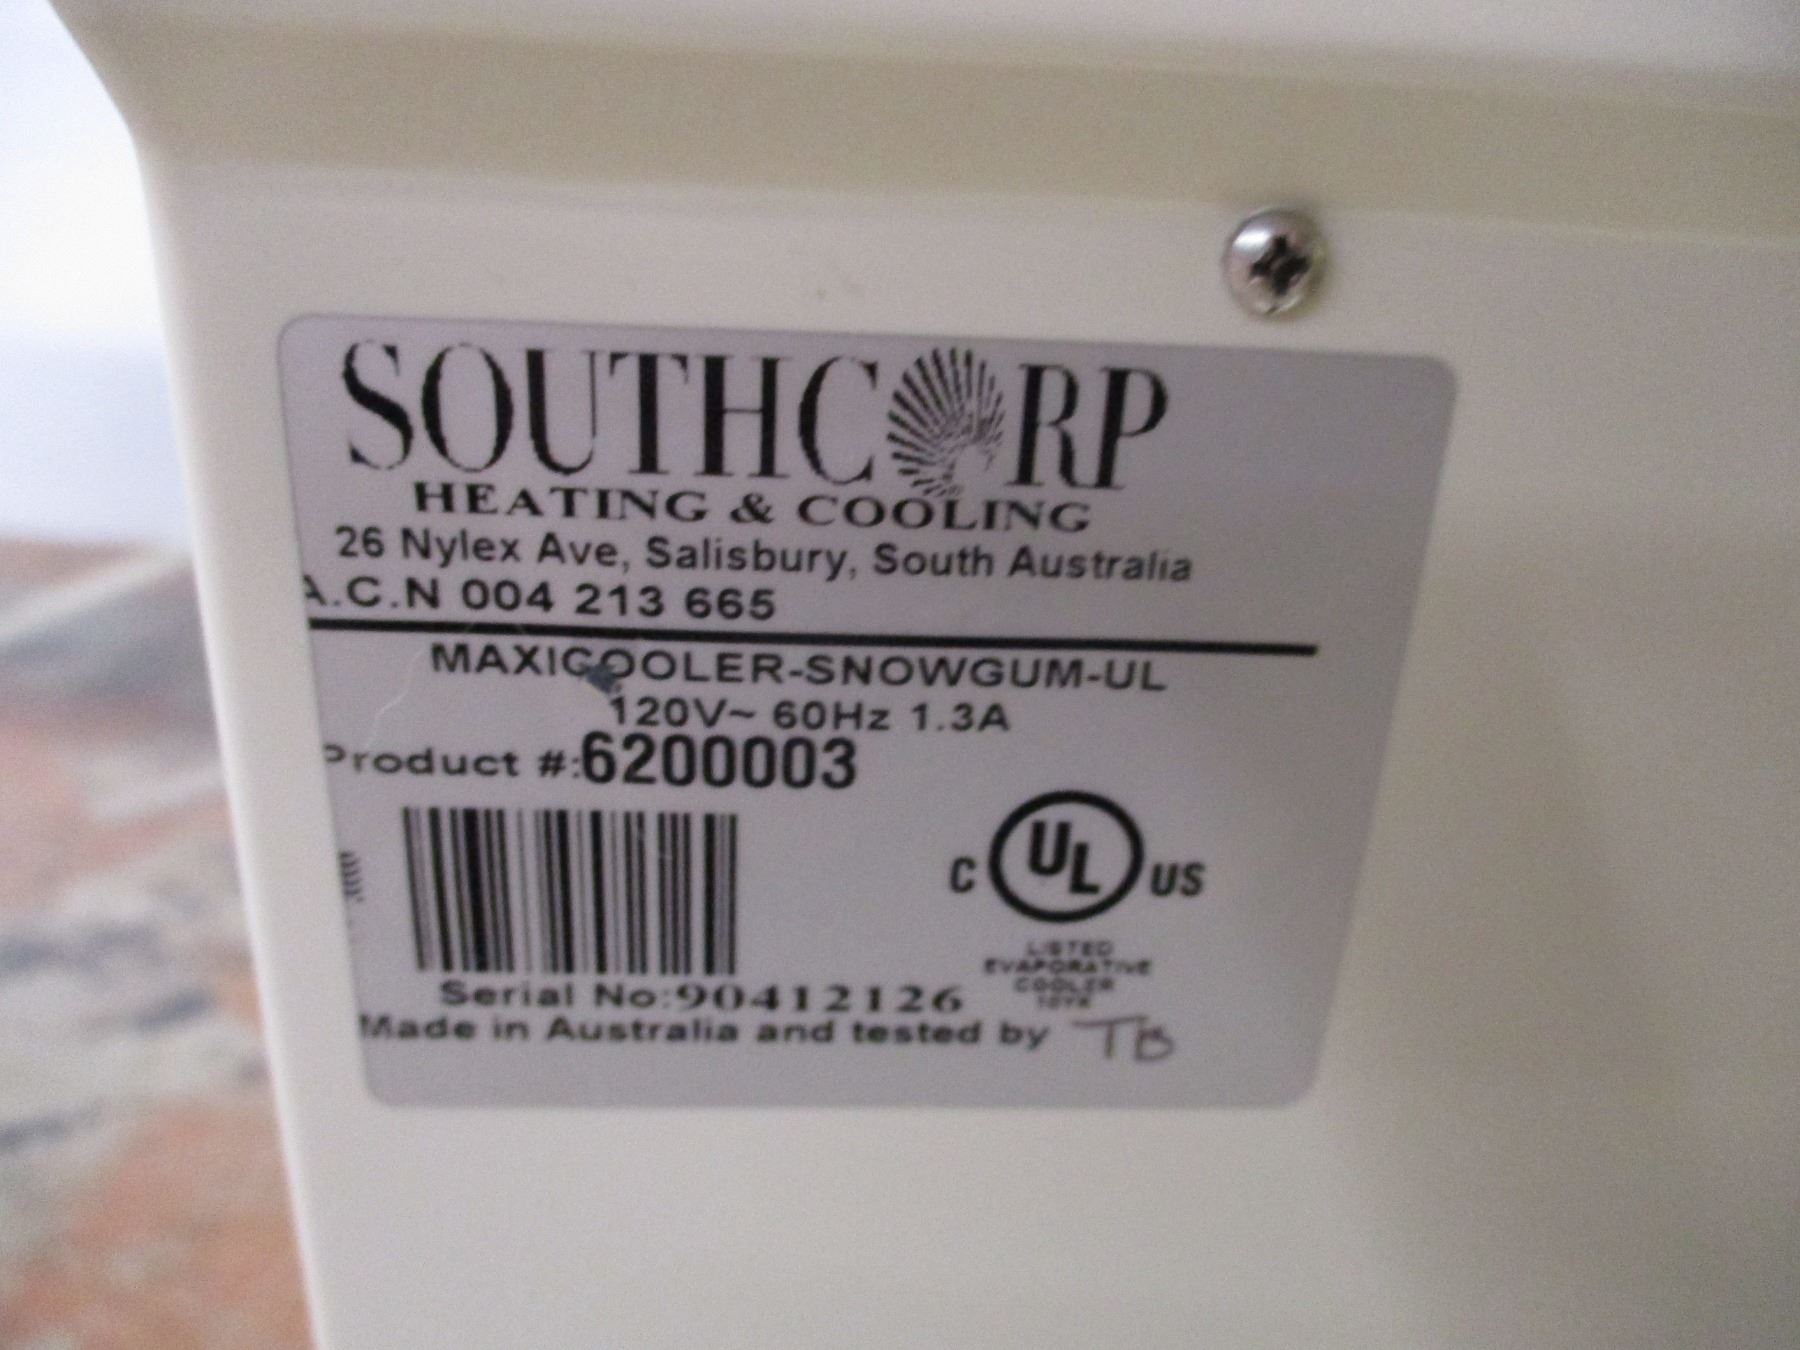 SOUTHCORP
HEATING & COOLING
26 Nylex Ave, Salisbury, South Australia
A.C.N 004 213 665
MAXICOOLER-SNOWGUM-UL
120V~ 60Hz 1.3A
Product #:6200003
C UL US
LISTED
EVAPORATIVE
COOLER
Serial No:90412126
Made in Australia and tested by TB